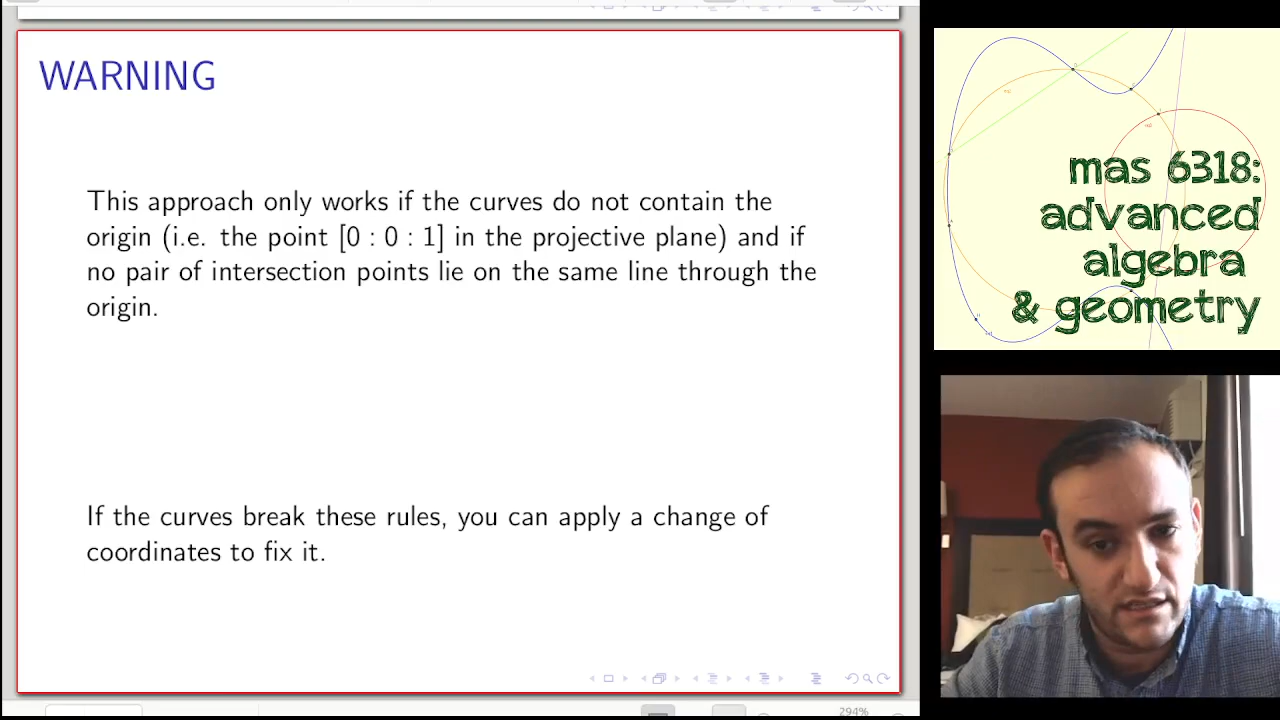 WARNING
This approach only works if the curves do not contain the
origin (i.e. the point [0 : 0 : 1] in the projective plane) and if
no pair of intersection points lie on the same line through the
origin.
If the curves break these rules, you can apply a change of
coordinates to fix it.
294%
mas 6318:
advanced
algebra
& geometry